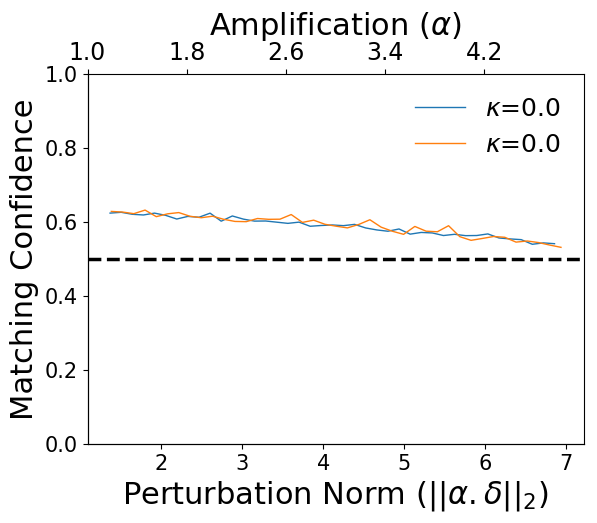 Amplification (α)
1.0 1.8 2.6 3.4 4.2
κ=0.0
κ=0.0
Matching Confidence
1.0
0.8
0.6
0.4
0.2
0.0
2 3 4 5 6 7
Perturbation Norm (||α.δ||₂)